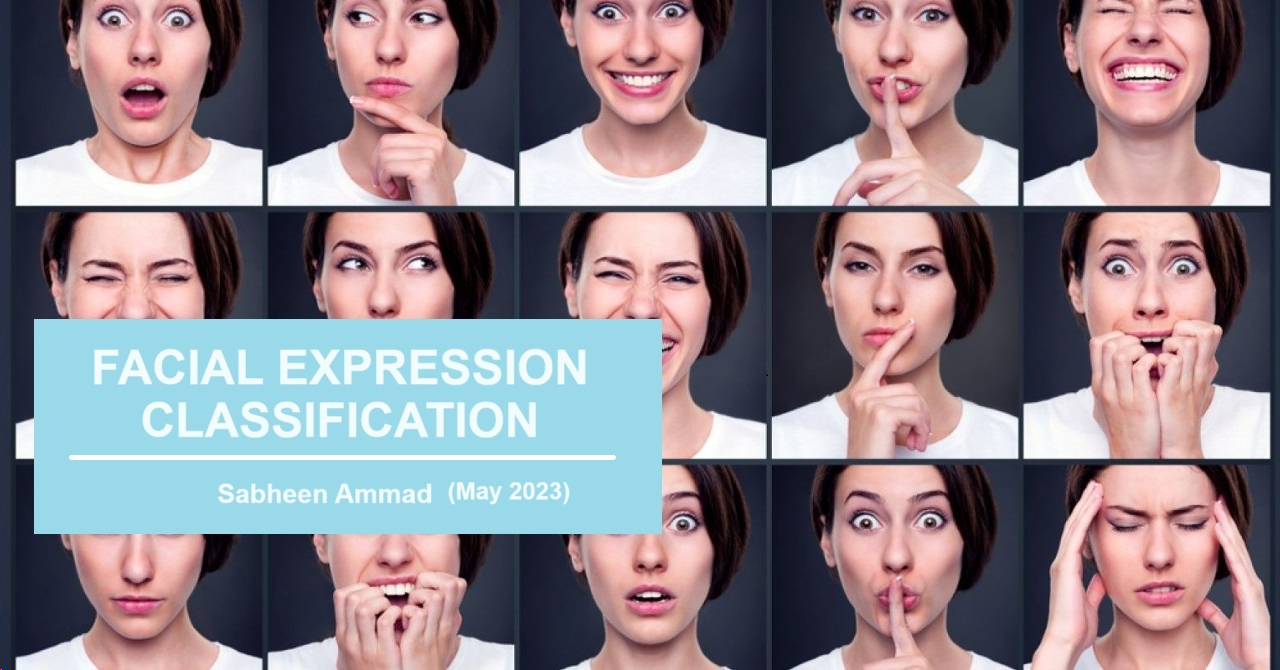 FACIAL EXPRESSION
CLASSIFICATION
Sabheen Ammad (May 2023)